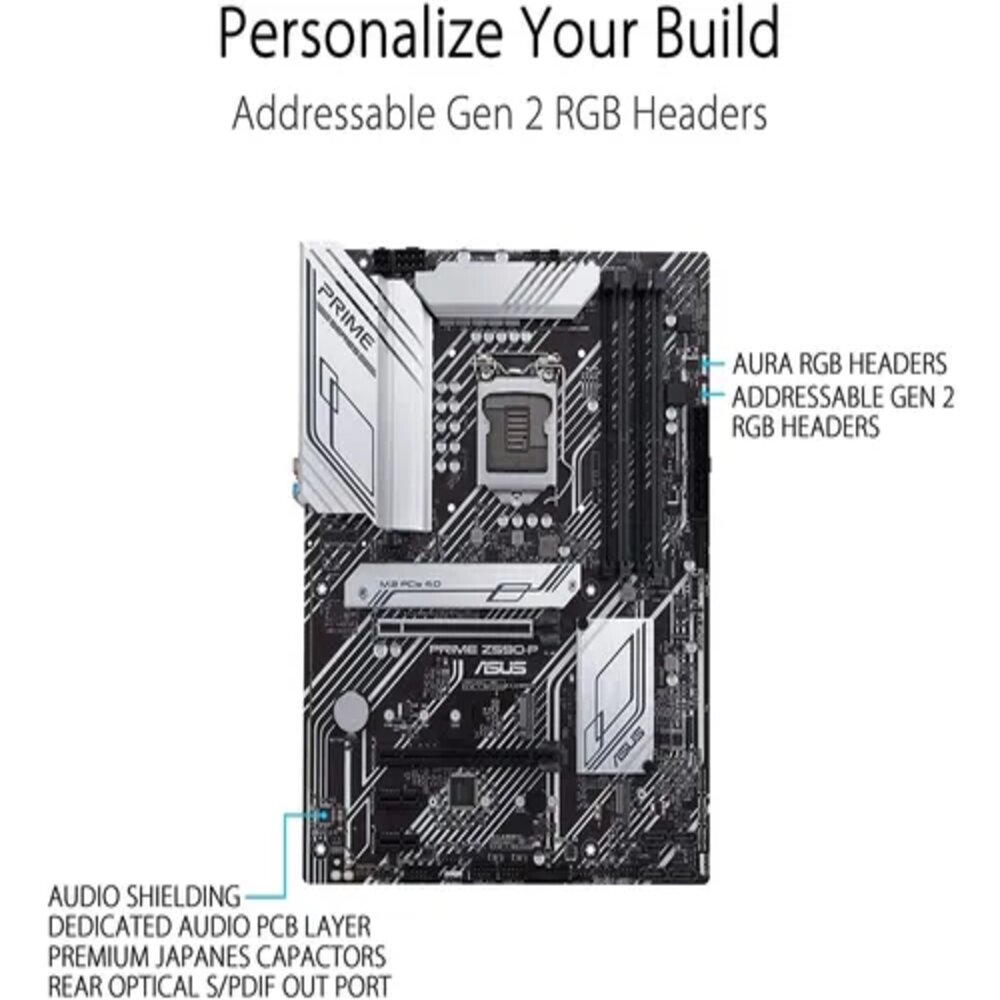 Personalize Your Build
Addressable Gen 2 RGB Headers
PRIME
AURA RGB HEADERS
ADDRESSABLE GEN 2
RGB HEADERS
M.2 PCIe 4.0
PRIME Z590-P
ASUS
ASUS
AUDIO SHIELDING
DEDICATED AUDIO PCB LAYER
PREMIUM JAPANES CAPACTORS
REAR OPTICAL S/PDIF OUT PORT